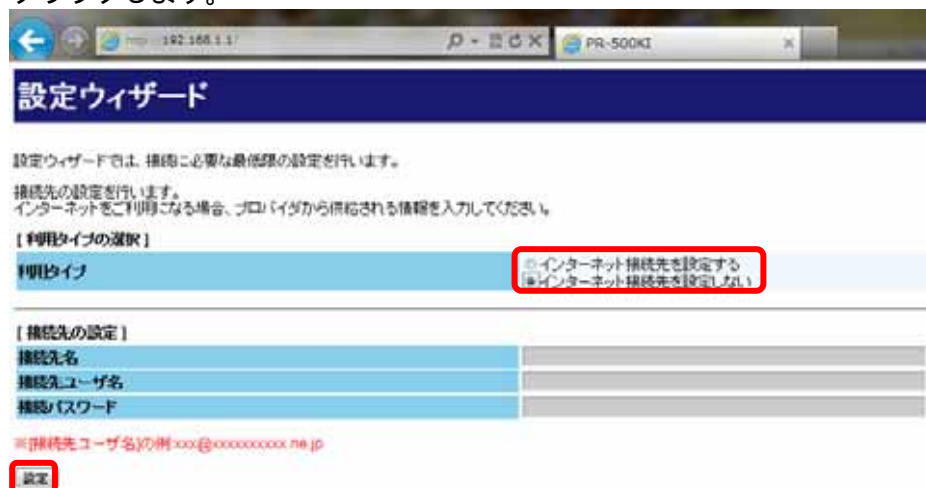 クリックします。
http://192.168.1.1/
PR-500KI
設定ウィザード
設定ウィザードでは、接続に必要な最低限の設定を行います。
接続先の設定を行います。
インターネットをご利用になる場合、プロバイダから供給される情報を入力してください。
[ 利用タイプの選択 ]
利用タイプ
インターネット接続先を設定する
インターネット接続先を設定しない
[ 接続先の設定 ]
接続先名
接続先ユーザ名
接続パスワード
※[接続先ユーザ名]の例:xxx@xxxxxxxxxx.ne.jp
設定